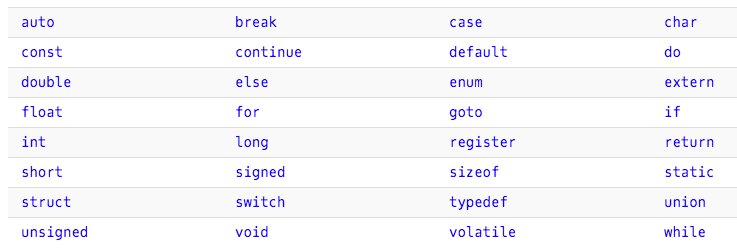 auto break case char
const continue default do
double else enum extern
float for goto if
int long register return
short signed sizeof static
struct switch typedef union
unsigned void volatile while